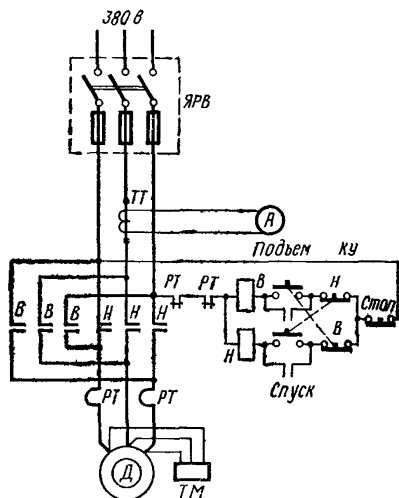 380 В
ЯРВ
ТТ
А
Подъем КУ
В В В Н Н Н
РТ РТ
В Н
Стоп
Н В
Спуск
РТ РТ
Д
ТМ